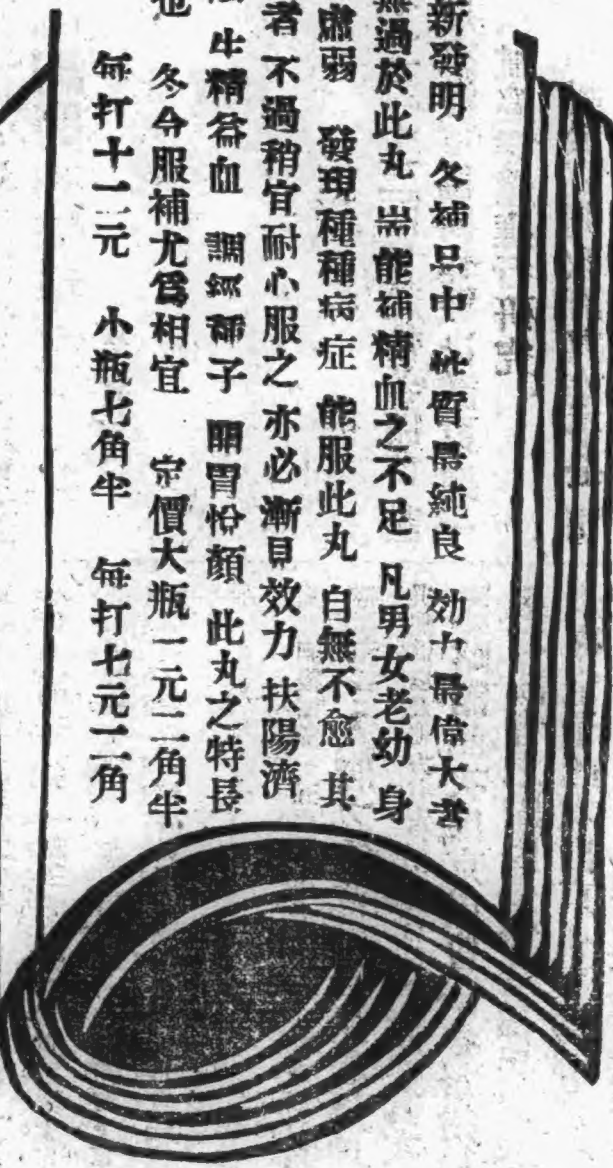 新發明 冬補品中 性質最純良 効力最偉大者
無過於此丸 耑能補精血之不足 凡男女老幼 身
虛弱 發現種種病症 能服此丸 自無不愈 其
者 不過稍宜耐心服之 亦必漸見效力 扶陽濟
生精益血 調經種子 開胃怡顏 此丸之特長
也 冬令服補尤爲相宜 定價大瓶一元二角半
每打十二元 小瓶七角半 每打七元二角